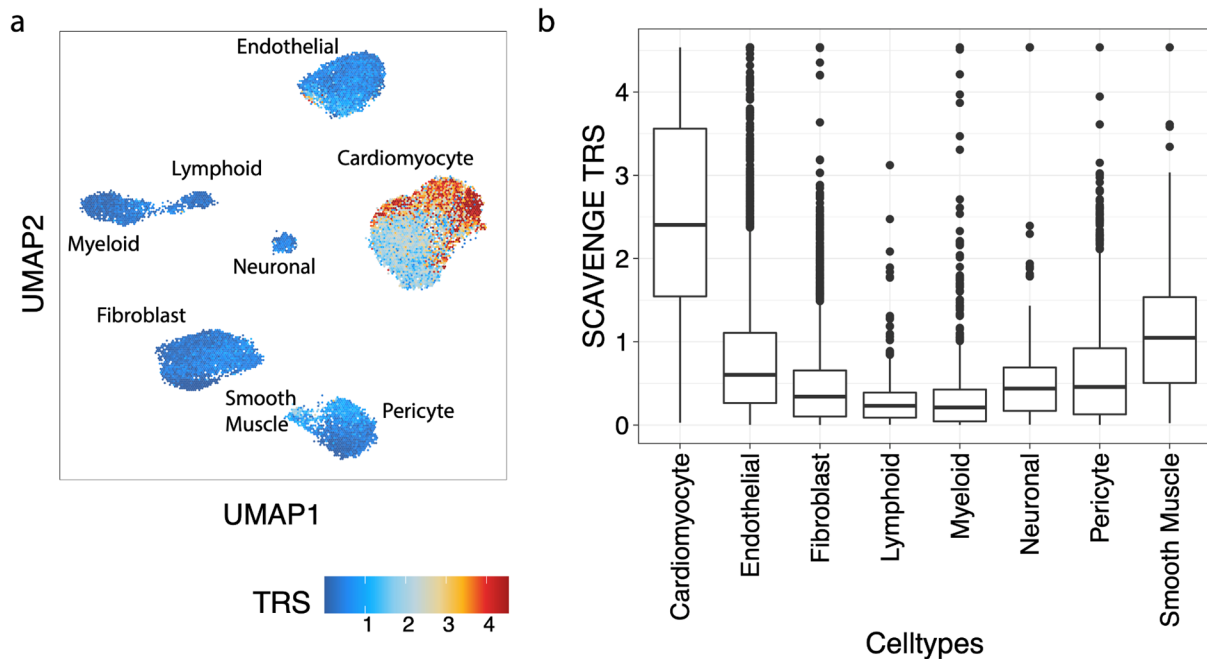 a
Endothelial
Lymphoid
Cardiomyocyte
Myeloid
Neuronal
Fibroblast
Smooth
Muscle
Pericyte
UMAP2
UMAP1
TRS
1 2 3 4
b
SCAVENGE TRS
4
3
2
1
0
Cardiomyocyte
Endothelial
Fibroblast
Lymphoid
Myeloid
Neuronal
Pericyte
Smooth Muscle
Celltypes